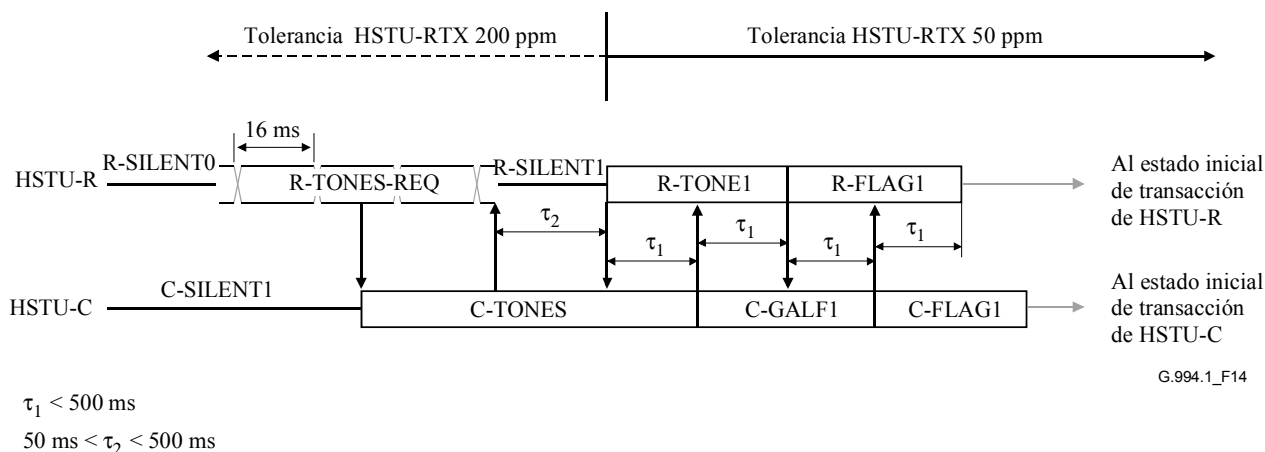 Tolerancia HSTU-RTX 200 ppm
Tolerancia HSTU-RTX 50 ppm
16 ms
R-SILENT0
R-SILENT1
HSTU-R
R-TONES-REQ
R-TONE1
R-FLAG1
Al estado inicial
de transacción
de HSTU-R
τ2
τ1
τ1
τ1
τ1
C-SILENT1
HSTU-C
C-TONES
C-GALF1
C-FLAG1
Al estado inicial
de transacción
de HSTU-C
G.994.1_F14
τ1 < 500 ms
50 ms < τ2 < 500 ms